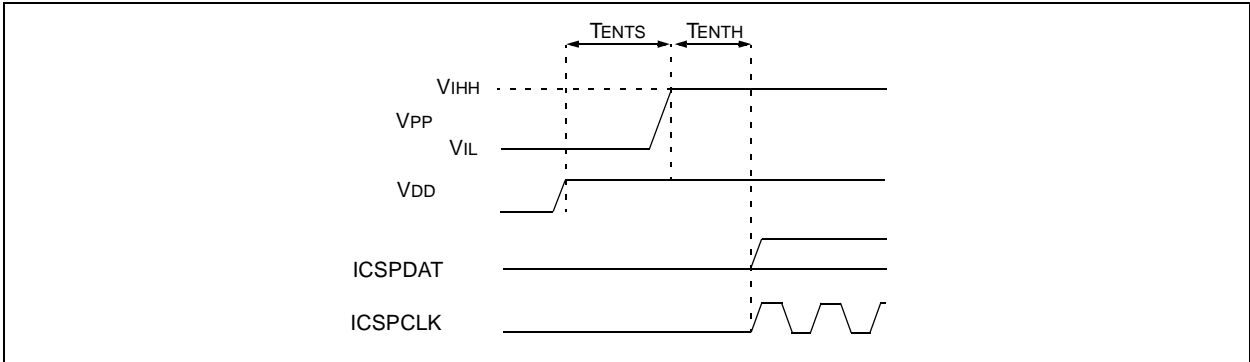 TENTS TENTH
VIHH
VPP
VIL
VDD
ICSPDAT
ICSPCLK